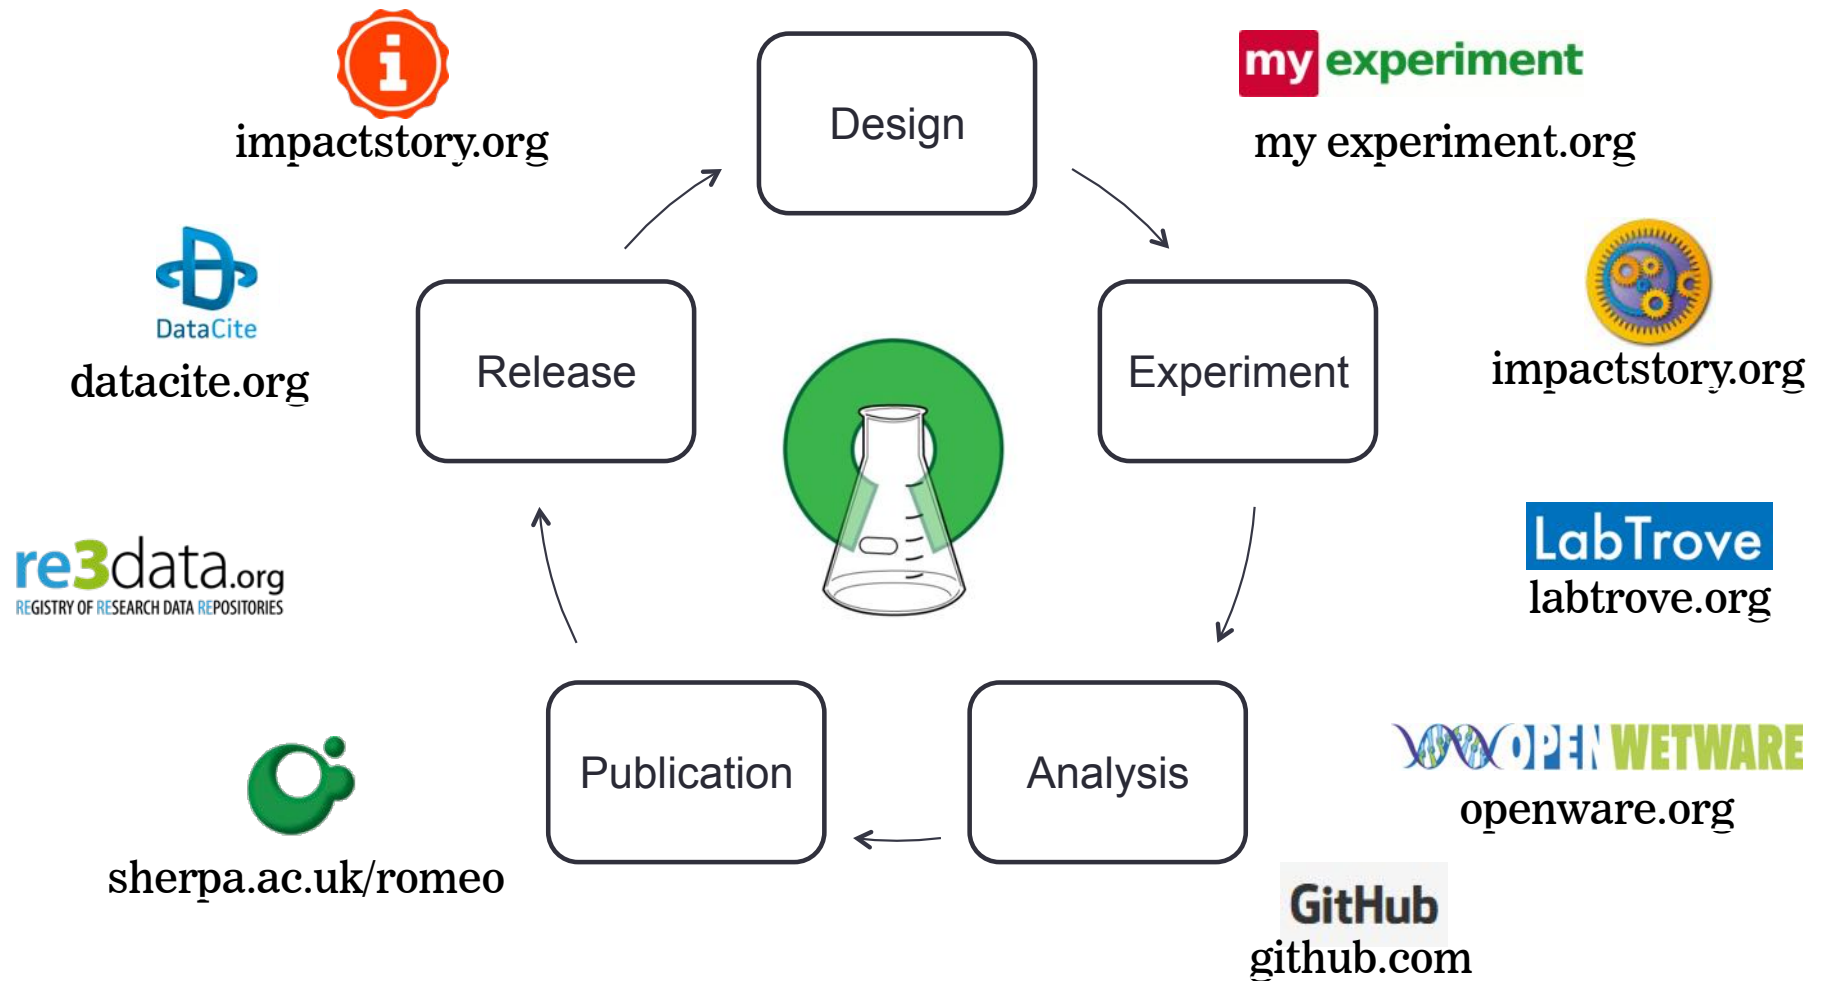 i
impactstory.org
Design
my experiment
my experiment.org
DataCite
datacite.org
Release
Experiment
impactstory.org
re3data.org
REGISTRY OF RESEARCH DATA REPOSITORIES
LabTrove
labtrove.org
Publication
Analysis
OPEN WETWARE
openware.org
sherpa.ac.uk/romeo
GitHub
github.com